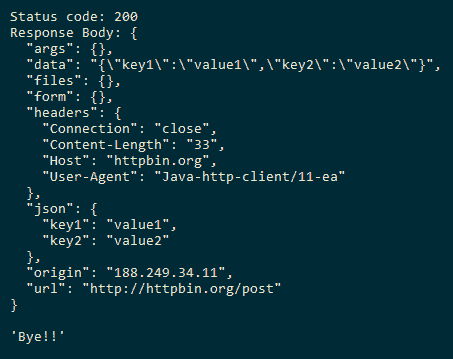 Status code: 200
Response Body: {
  "args": {},
  "data": "{\"key1\":\"value1\",\"key2\":\"value2\"}",
  "files": {},
  "form": {},
  "headers": {
    "Connection": "close",
    "Content-Length": "33",
    "Host": "httpbin.org",
    "User-Agent": "Java-http-client/11-ea"
  },
  "json": {
    "key1": "value1",
    "key2": "value2"
  },
  "origin": "188.249.34.11",
  "url": "http://httpbin.org/post"
}
'Bye!!'